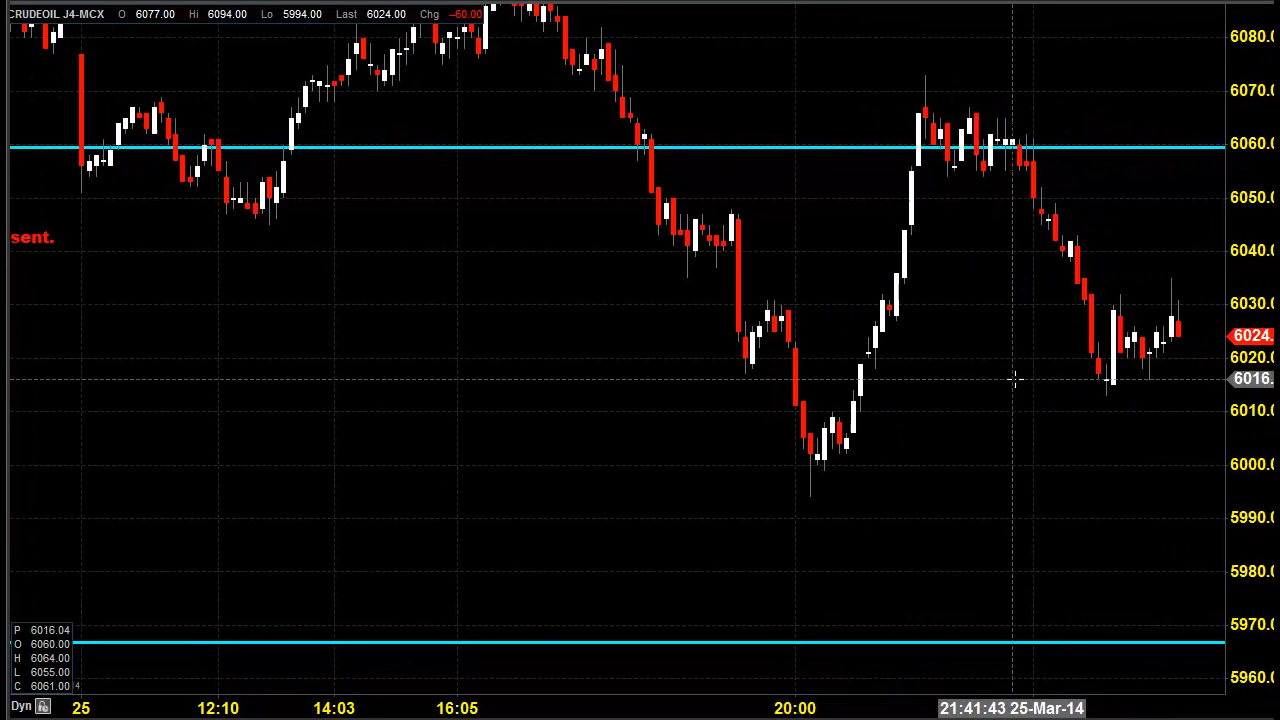 CRUDEOIL J4-MCX O 6077.00 Hi 6094.00 Lo 5994.00 Last 6024.00 Chg -60.00
6080.0
6070.0
6060.0
6050.0
sent.
6040.0
6030.0
6024.
6020.0
6016.
6010.0
6000.0
5990.0
5980.0
5970.0
5960.0
P 6016.04
O 6060.00
H 6064.00
L 6055.00
C 6061.00
Dyn 25 12:10 14:03 16:05 20:00 21:41:43 25-Mar-14